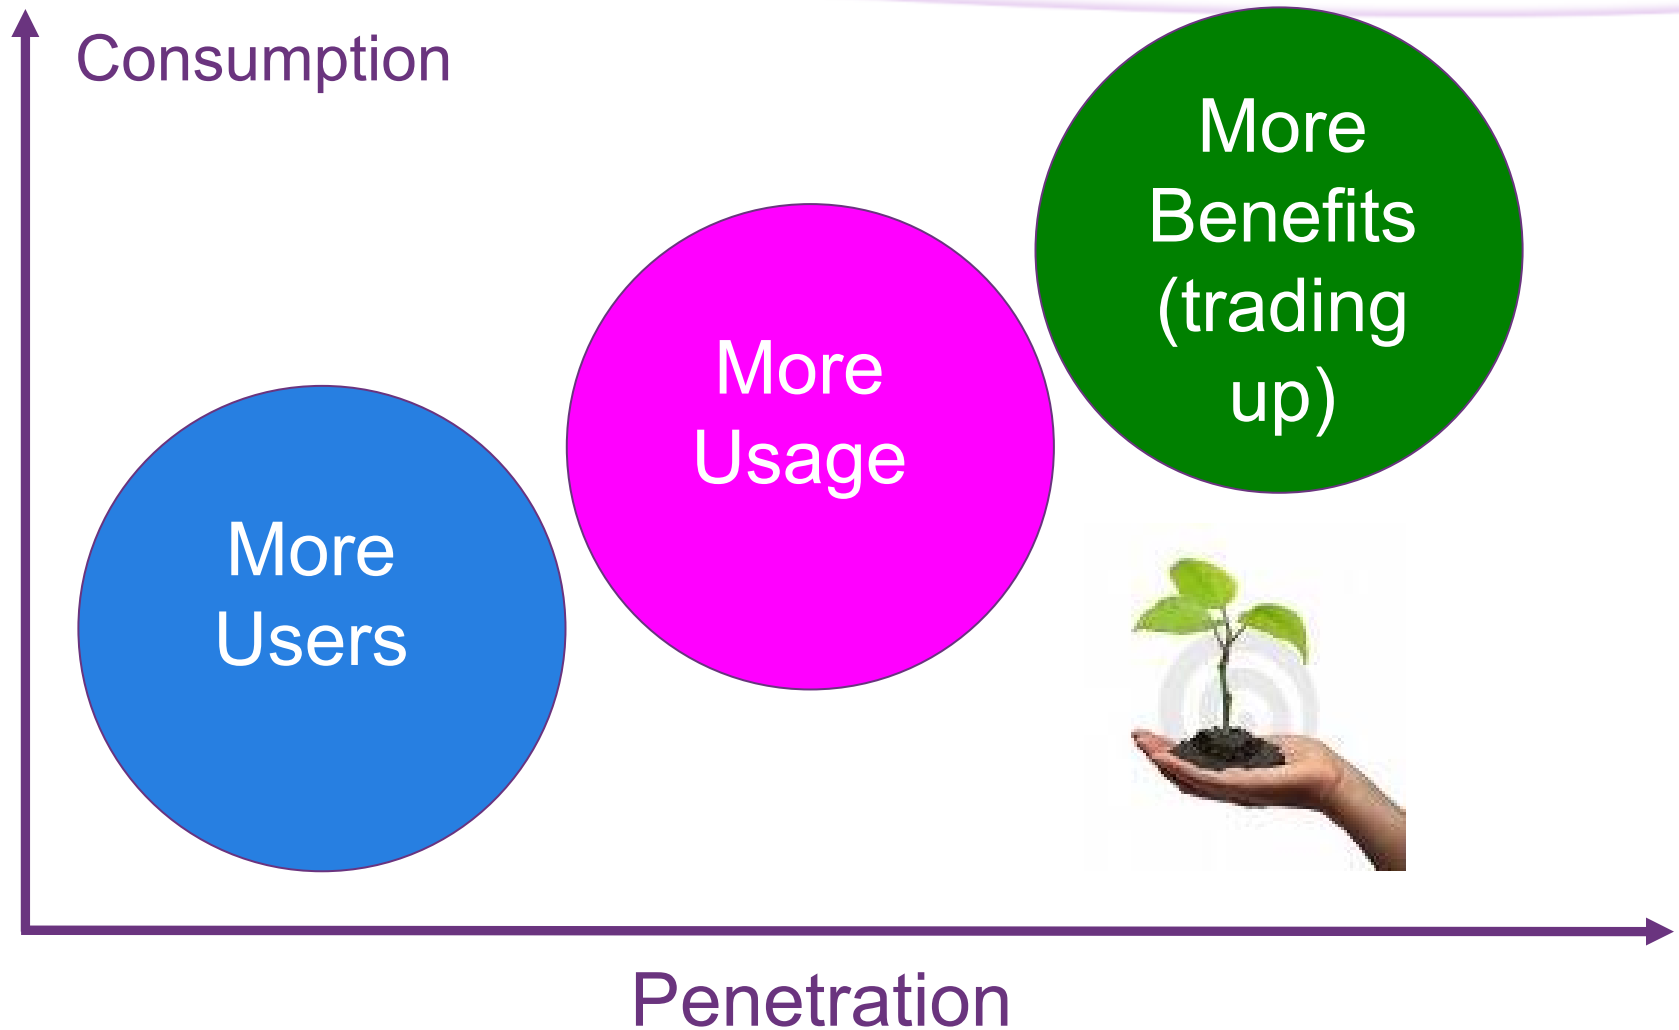 Consumption
More
Benefits
(trading
up)
More
Usage
More
Users
Penetration